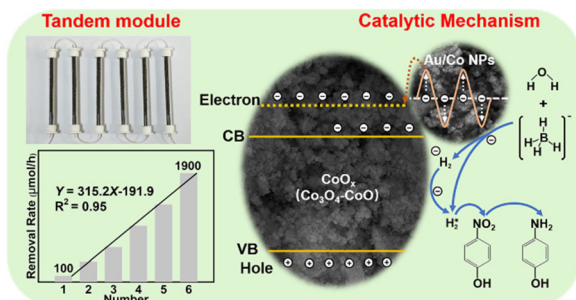 Tandem module
Catalytic Mechanism
Au/Co NPs
Electron
CB
CoOx
(Co3O4-CoO)
VB
Hole
H2
H*2
O
H H
+
H
H-B-H
H
-
NO2
OH
NH2
OH
Removal Rate μmol/h
Y = 315.2X-191.9
R2 = 0.95
100
1900
1 2 3 4 5 6
Number